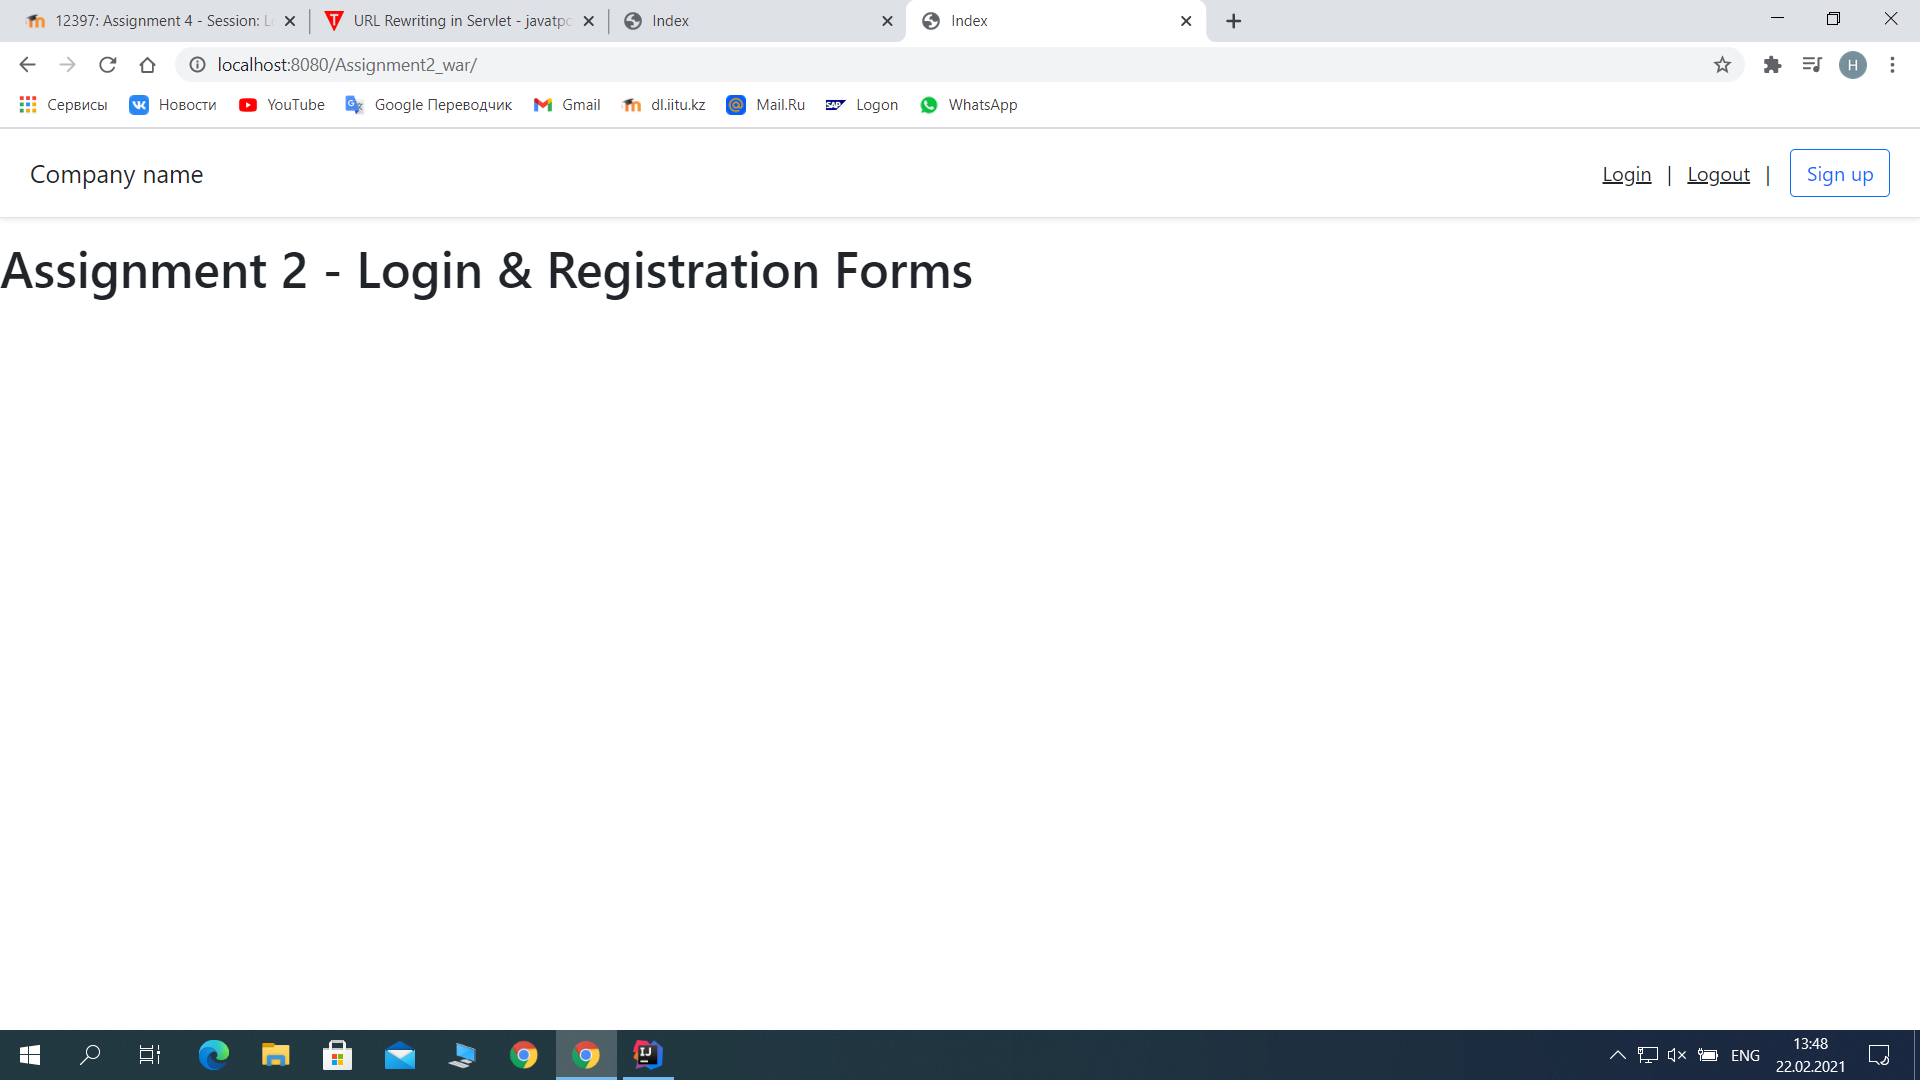 12397: Assignment 4 - Session: L
URL Rewriting in Servlet - javatpo
Index
Index
localhost:8080/Assignment2_war/
H
Сервисы
Новости
YouTube
Google Переводчик
Gmail
dl.iitu.kz
Mail.Ru
SAP
Logon
WhatsApp
Company name
Login | Logout |
Sign up
Assignment 2 - Login & Registration Forms
ENG
13:48
22.02.2021